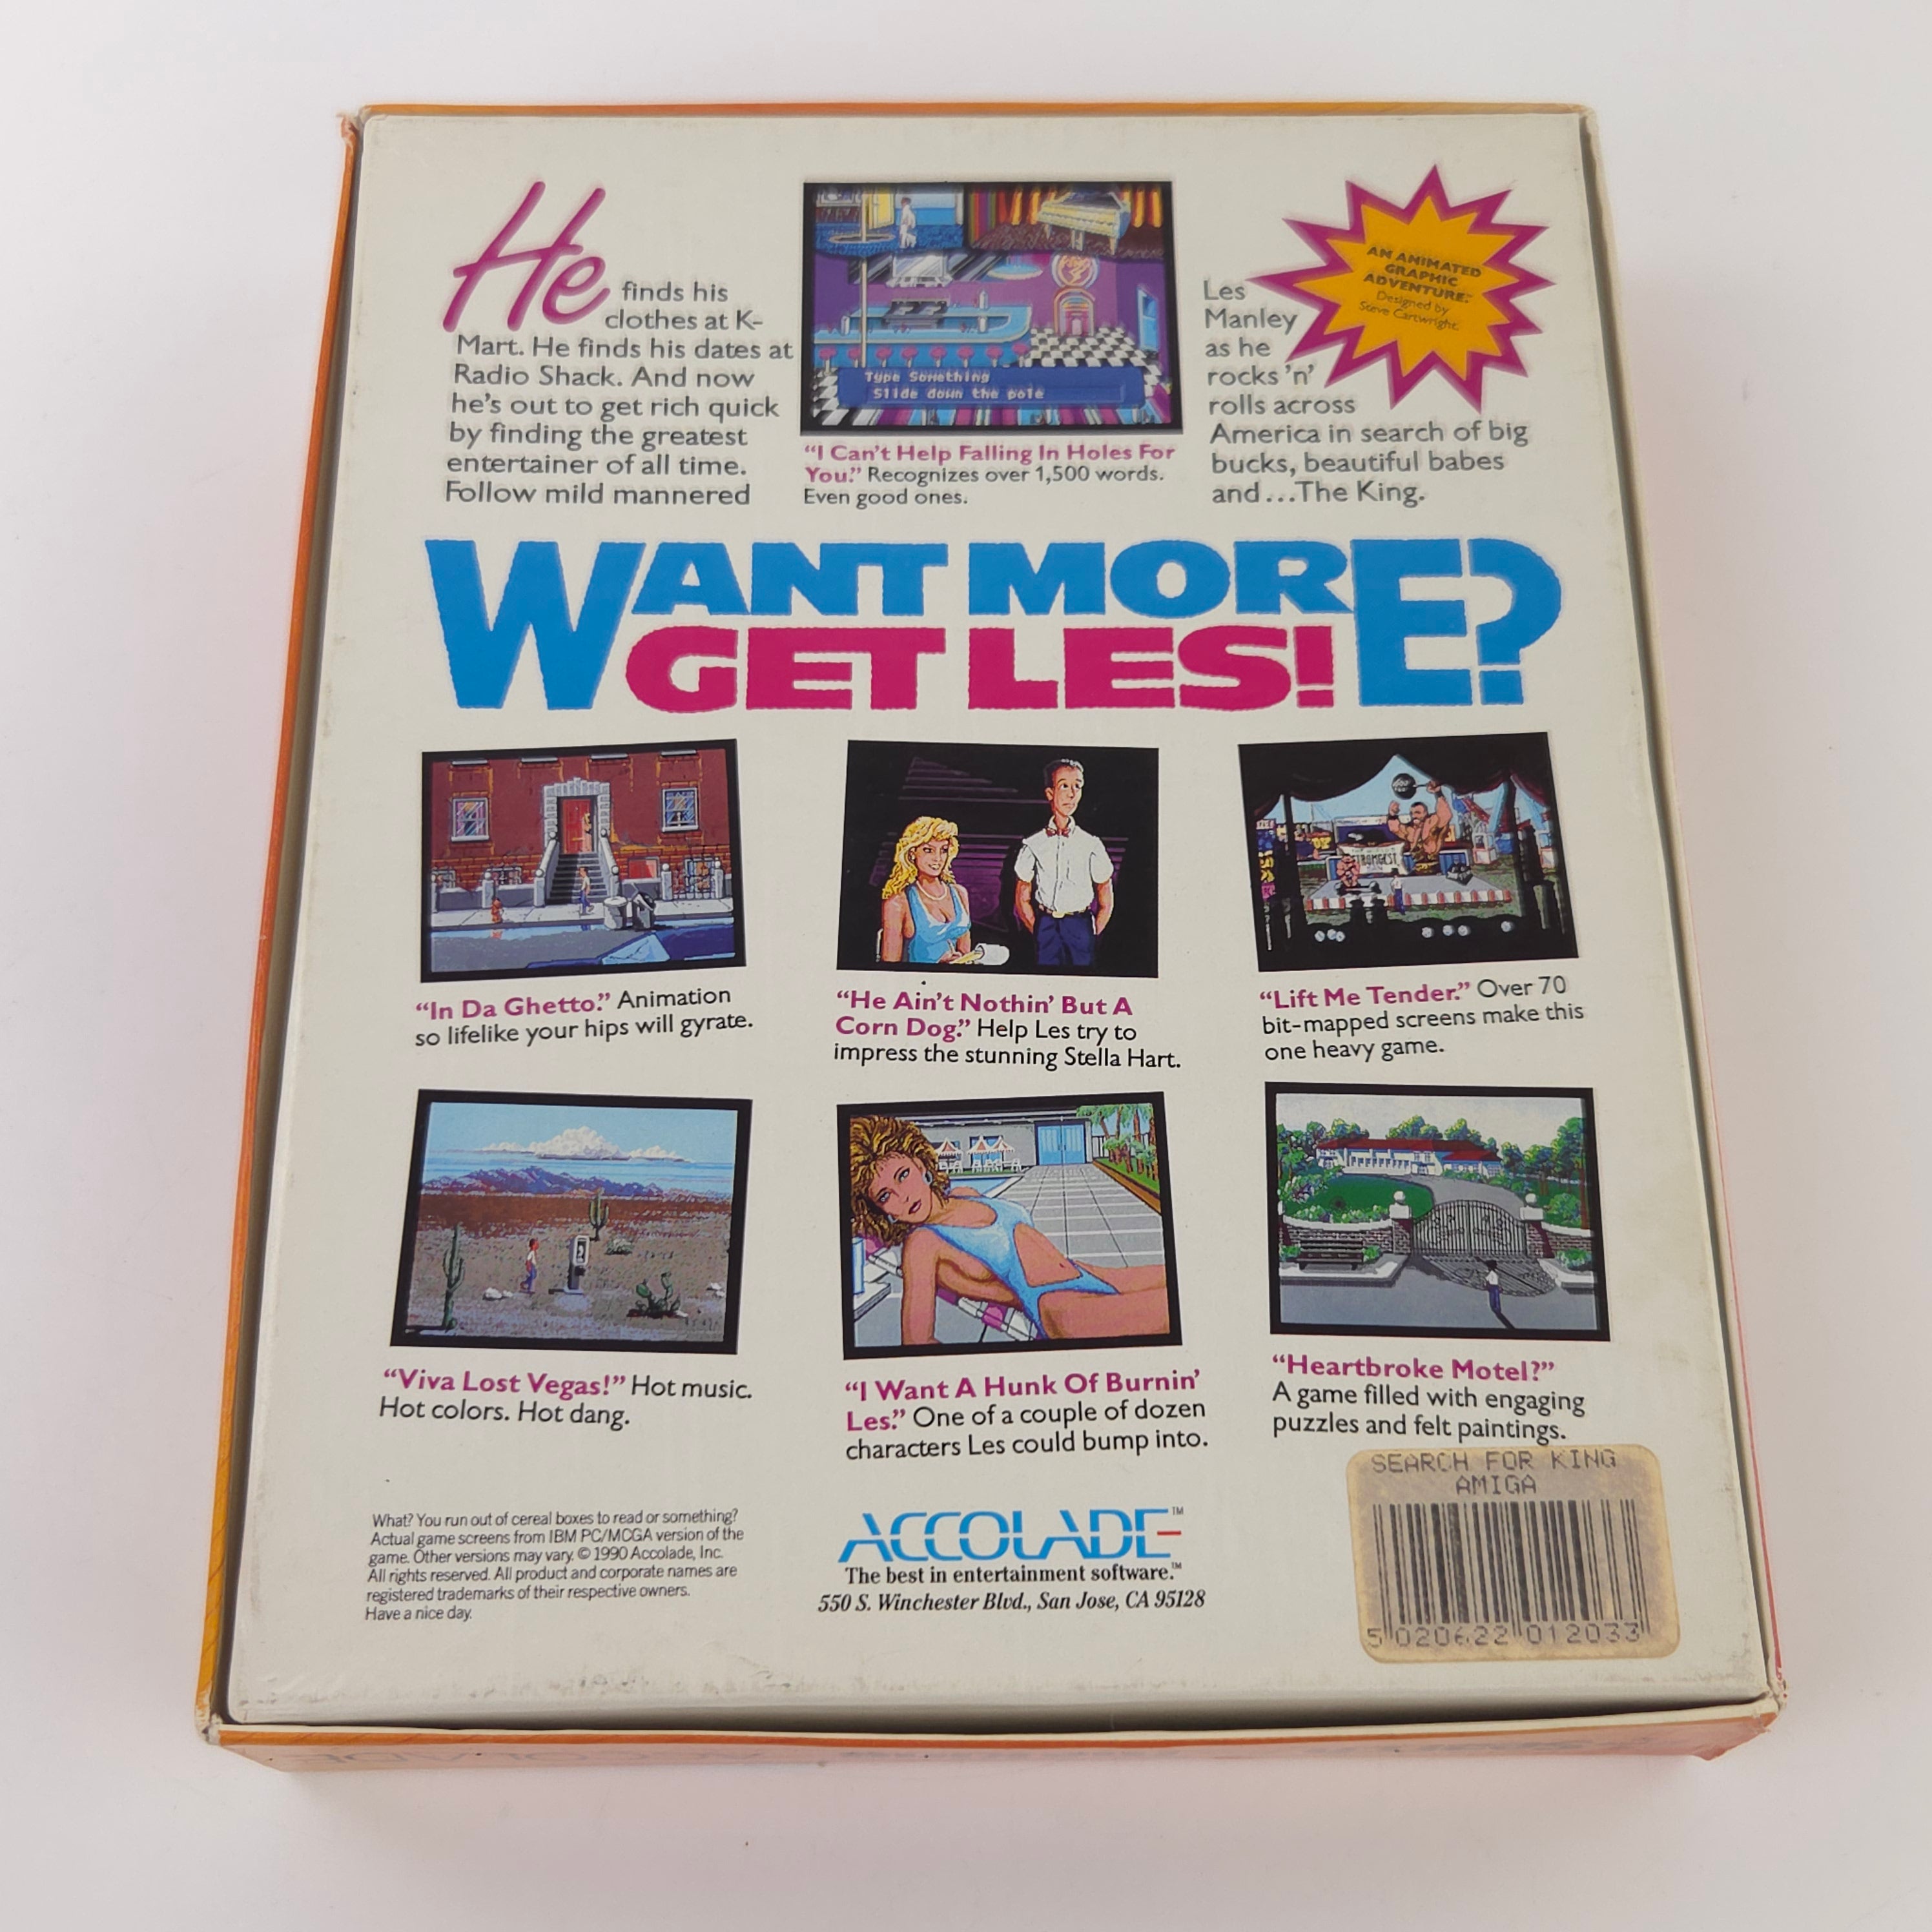 He finds his
clothes at K-
Mart. He finds his dates at
Radio Shack. And now
he's out to get rich quick
by finding the greatest
entertainer of all time.
Follow mild mannered
Type Something
Slide down the pole
"I Can't Help Falling In Holes For
You." Recognizes over 1,500 words.
Even good ones.
Les
Manley
as he
rocks 'n'
rolls across
America in search of big
bucks, beautiful babes
and...The King.
AN ANIMATED
GRAPHIC
ADVENTURE.™
Designed by
Steve Cartwright.
WANT MORE?
GET LES!
STRONGEST
"In Da Ghetto." Animation
so lifelike your hips will gyrate.
"He Ain't Nothin' But A
Corn Dog." Help Les try to
impress the stunning Stella Hart.
"Lift Me Tender." Over 70
bit-mapped screens make this
one heavy game.
"Viva Lost Vegas!" Hot music.
Hot colors. Hot dang.
"I Want A Hunk Of Burnin'
Les." One of a couple of dozen
characters Les could bump into.
"Heartbroke Motel?"
A game filled with engaging
puzzles and felt paintings.
What? You run out of cereal boxes to read or something?
Actual game screens from IBM PC/MCGA version of the
game. Other versions may vary. © 1990 Accolade, Inc.
All rights reserved. All product and corporate names are
registered trademarks of their respective owners.
Have a nice day.
ACCOLADE™
The best in entertainment software.™
550 S. Winchester Blvd., San Jose, CA 95128
SEARCH FOR KING
AMIGA
5 020622 012033